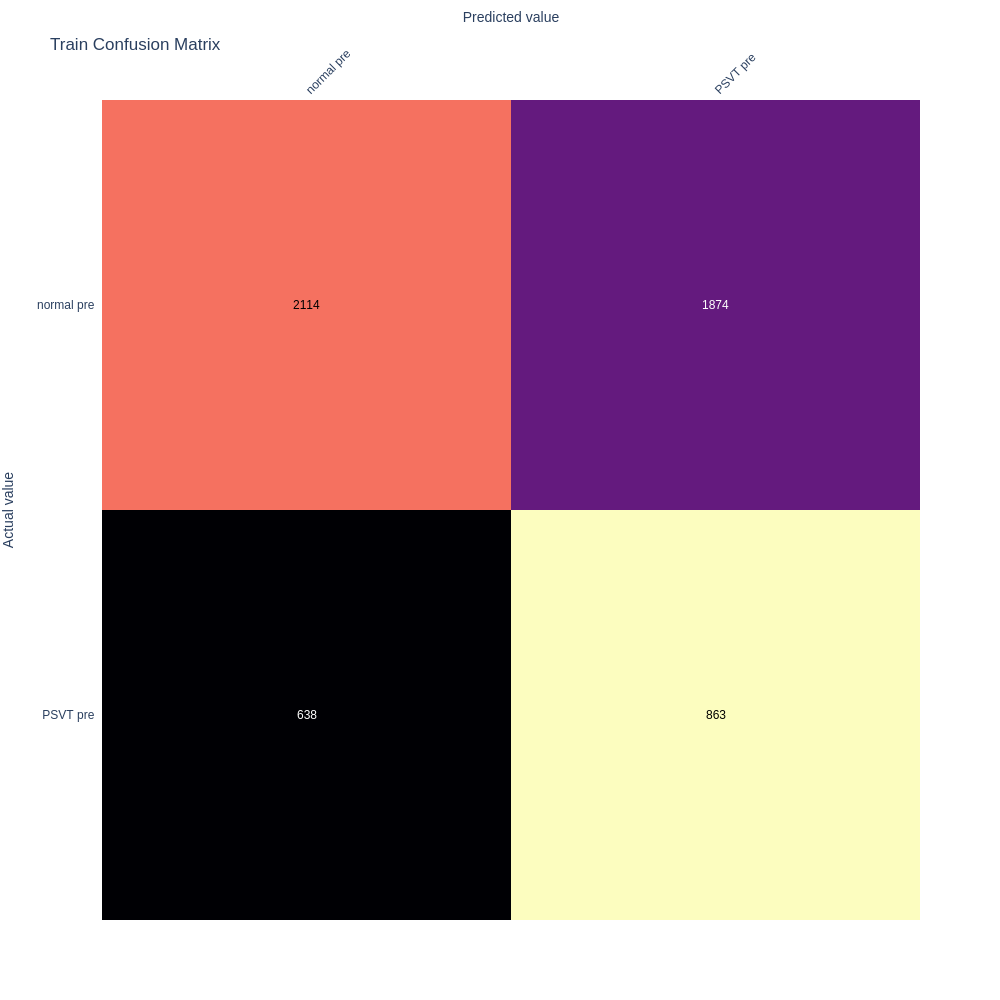 Predicted value
Train Confusion Matrix
normal pre
PSVT pre
normal pre
2114
1874
Actual value
PSVT pre
638
863